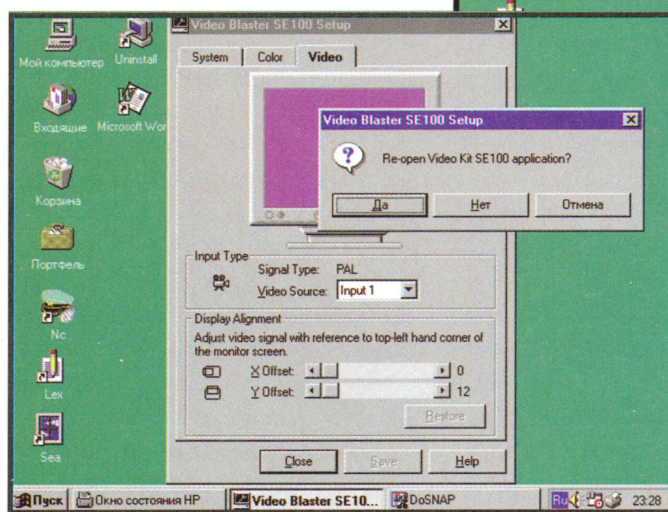 Мой компьютер
Uninstall
Входящие
Microsoft Wor
Корзина
Портфель
Nc
Lex
Sea
Video Blaster SE100 Setup
System
Color
Video
Video Blaster SE100 Setup
Re-open Video Kit SE100 application?
Да
Нет
Отмена
Input Type
Signal Type: PAL
Video Source: Input 1
Display Alignment
Adjust video signal with reference to top-left hand corner of
the monitor screen.
X Offset: 0
Y Offset: 12
Restore
Close
Save
Help
Пуск
Окно состояния HP
Video Blaster SE10...
DoSNAP
Ru
23:28